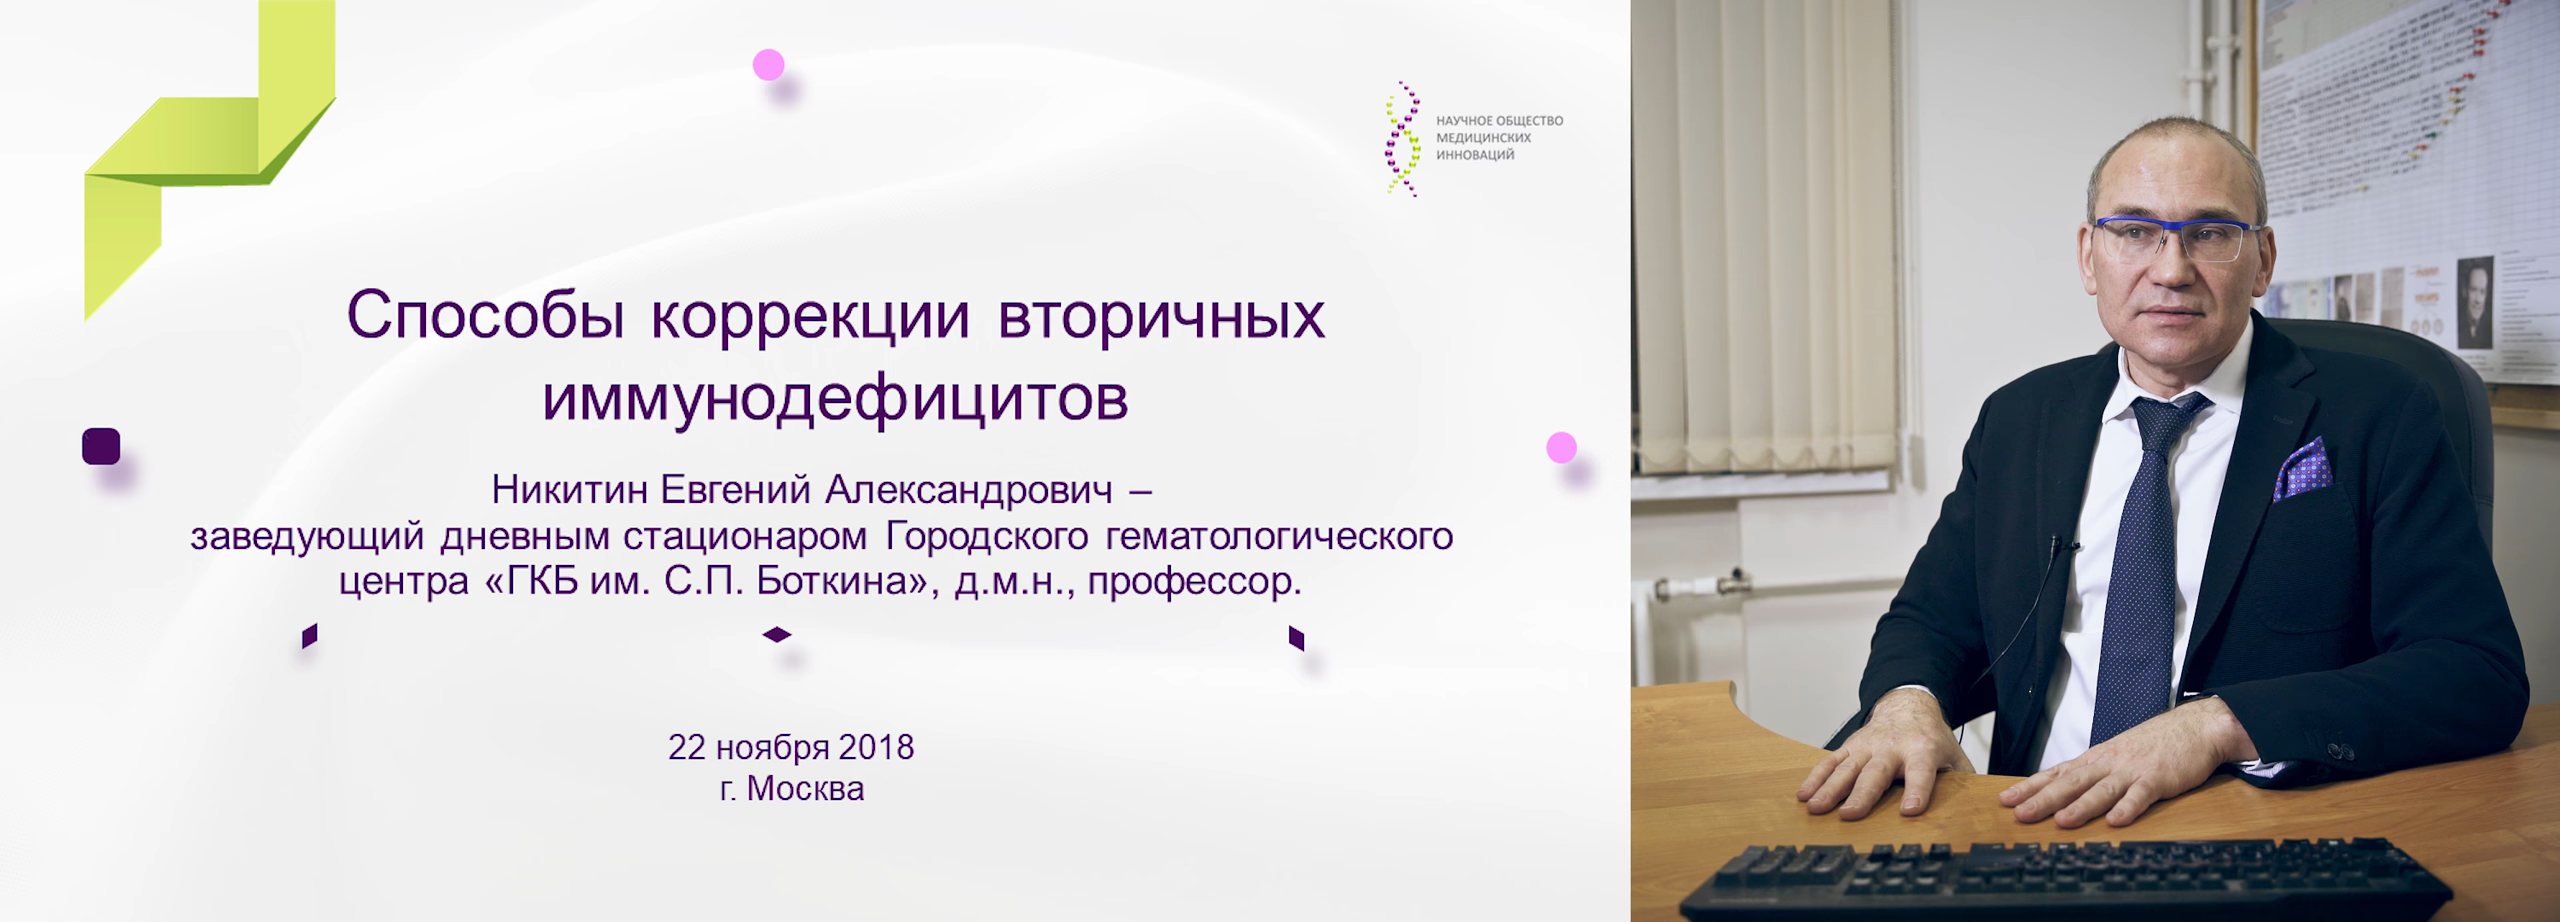 НАУЧНОЕ ОБЩЕСТВО
МЕДИЦИНСКИХ
ИННОВАЦИЙ
Способы коррекции вторичных
иммунодефицитов
Никитин Евгений Александрович –
заведующий дневным стационаром Городского гематологического
центра «ГКБ им. С.П. Боткина», д.м.н., профессор.
22 ноября 2018
г. Москва